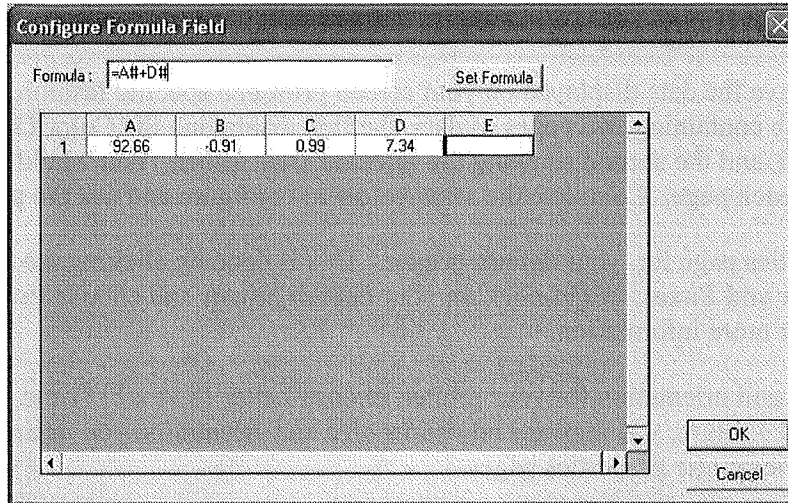 Configure Formula Field
Formula : =A#+D#
Set Formula
A B C D E
1 92.66 -0.91 0.99 7.34
OK
Cancel